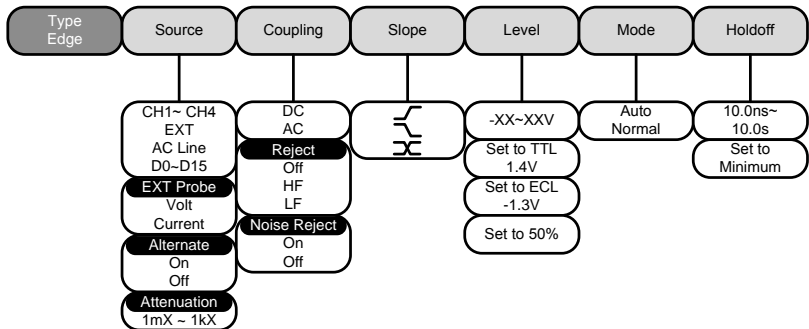 Type
Edge
Source
Coupling
Slope
Level
Mode
Holdoff
CH1~ CH4
EXT
AC Line
D0~D15
EXT Probe
Volt
Current
Alternate
On
Off
Attenuation
1mX ~ 1kX
DC
AC
Reject
Off
HF
LF
Noise Reject
On
Off
-XX~XXV
Set to TTL
1.4V
Set to ECL
-1.3V
Set to 50%
Auto
Normal
10.0ns~
10.0s
Set to
Minimum